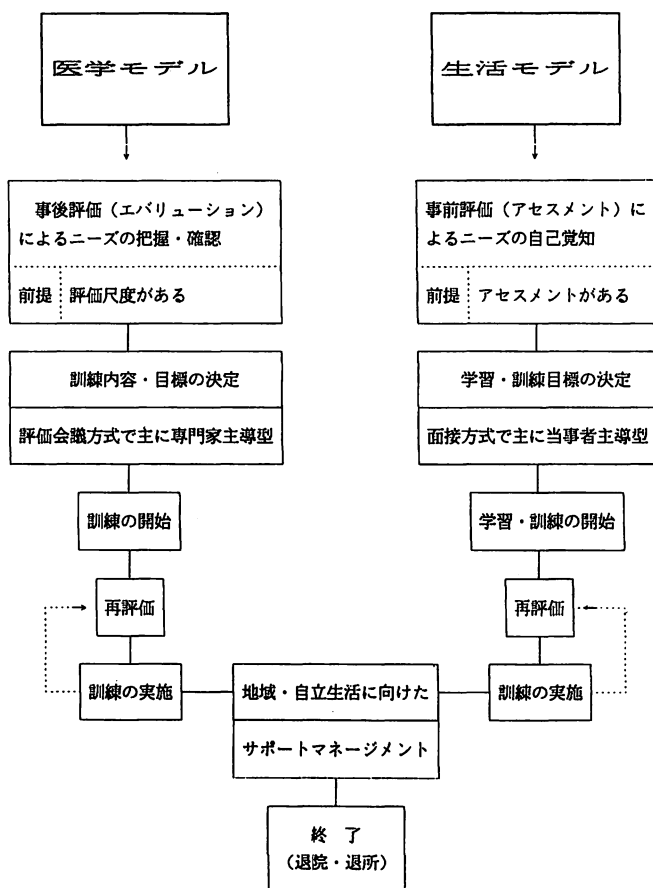 医学モデル
事後評価（エバリューション）
によるニーズの把握・確認
前提 評価尺度がある
訓練内容・目標の決定
評価会議方式で主に専門家主導型
訓練の開始
再評価
訓練の実施
生活モデル
事前評価（アセスメント）に
よるニーズの自己覚知
前提 アセスメントがある
学習・訓練目標の決定
面接方式で主に当事者主導型
学習・訓練の開始
再評価
訓練の実施
地域・自立生活に向けた
サポートマネージメント
終 了
（退院・退所）